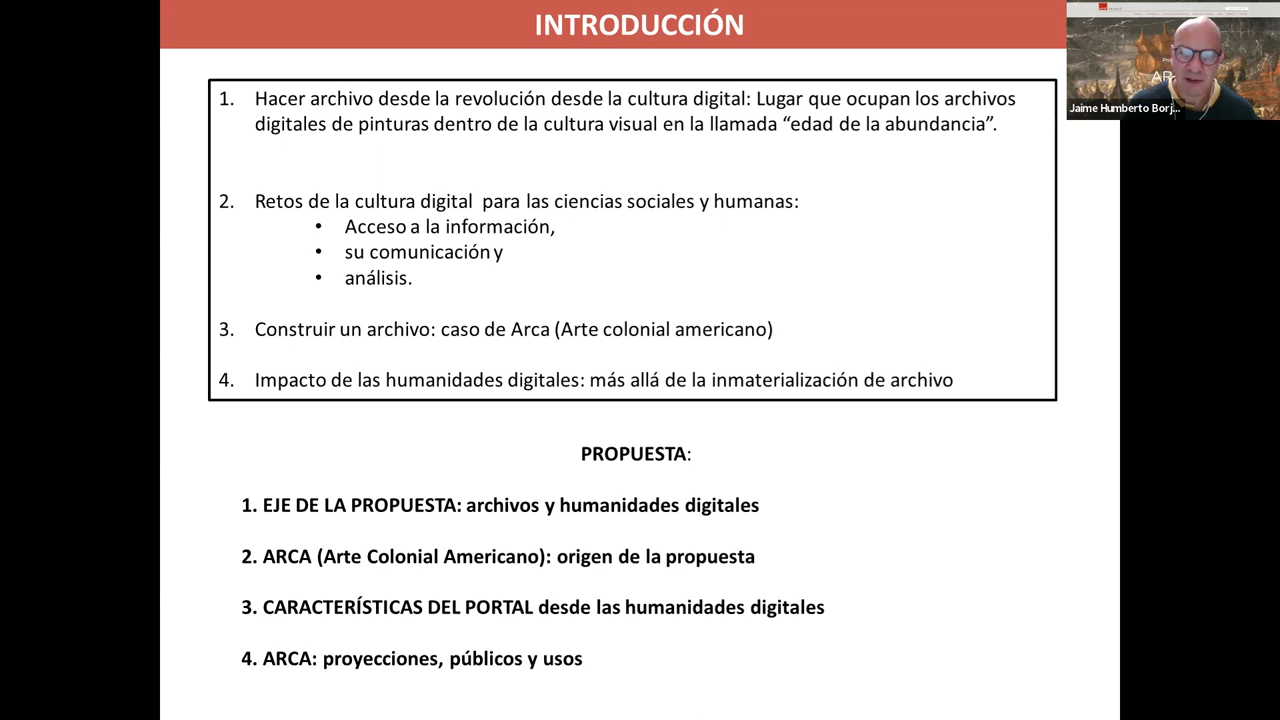 INTRODUCCIÓN
1. Hacer archivo desde la revolución desde la cultura digital: Lugar que ocupan los archivos
digitales de pinturas dentro de la cultura visual en la llamada “edad de la abundancia”.
2. Retos de la cultura digital para las ciencias sociales y humanas:
• Acceso a la información,
• su comunicación y
• análisis.
3. Construir un archivo: caso de Arca (Arte colonial americano)
4. Impacto de las humanidades digitales: más allá de la inmaterialización de archivo
PROPUESTA:
1. EJE DE LA PROPUESTA: archivos y humanidades digitales
2. ARCA (Arte Colonial Americano): origen de la propuesta
3. CARACTERÍSTICAS DEL PORTAL desde las humanidades digitales
4. ARCA: proyecciones, públicos y usos
AR
Jaime Humberto Borj...